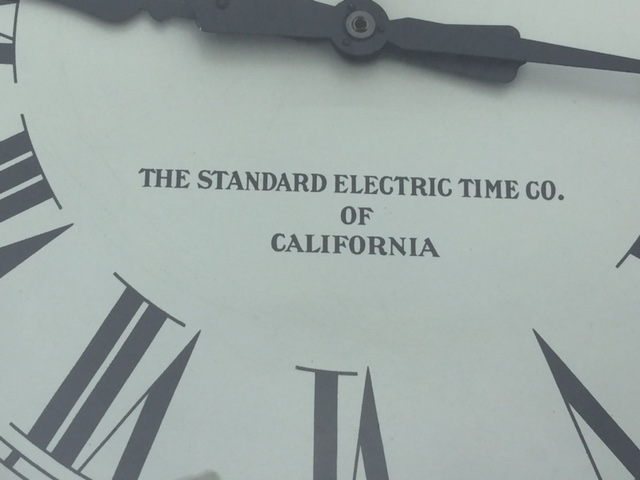 THE STANDARD ELECTRIC TIME CO.
OF
CALIFORNIA